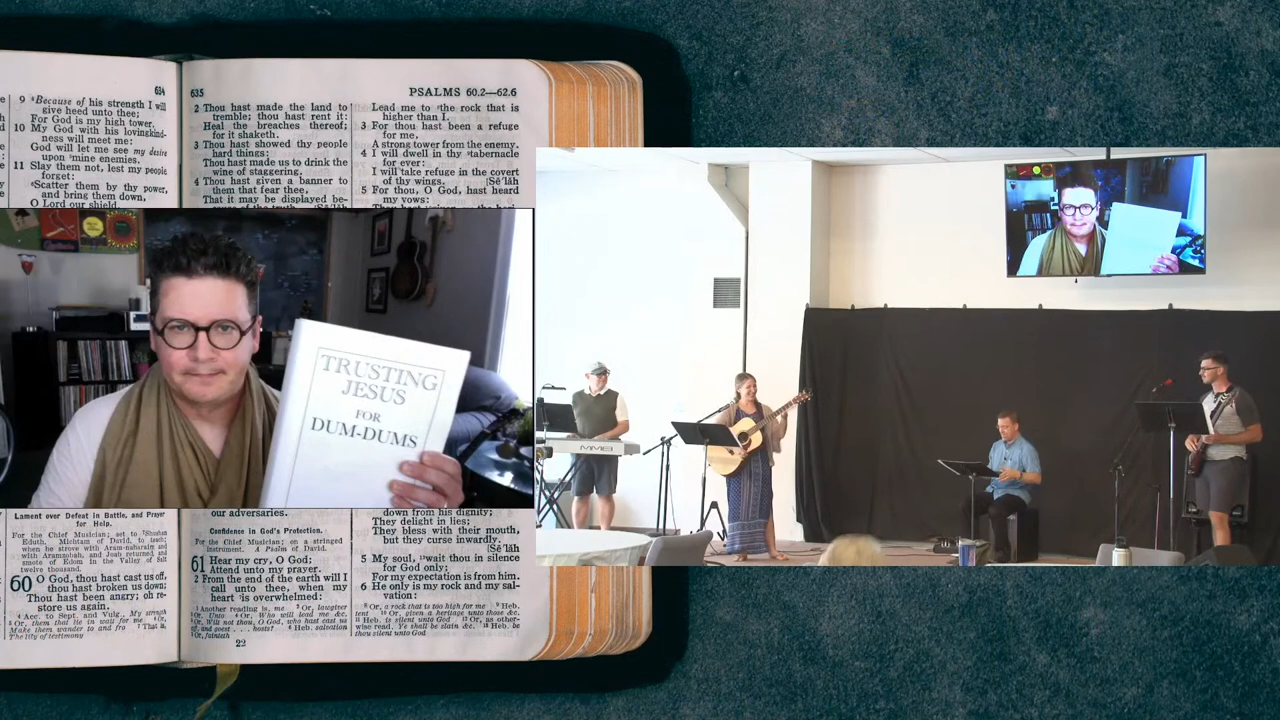 634
9 ⁴Because of his strength I will
give heed unto thee;
For God is my high tower.
10 My God with his lovingkind-
ness will meet me:
God will let me see my desire
upon ⁵mine enemies.
11 Slay them not, lest my people
forget:
⁶Scatter them by thy power,
and bring them down,
O Lord our shield.
635
PSALMS 60.2—62.6
2 Thou hast made the land to
tremble; thou hast rent it:
Heal the breaches thereof;
for it shaketh.
3 Thou hast showed thy people
hard things:
Thou hast made us to drink the
wine of staggering.
4 Thou hast given a banner to
them that fear thee,
That it may be displayed be-
Lead me to ⁹the rock that is
higher than I.
3 For thou hast been a refuge
for me,
A strong tower from the enemy.
4 I will dwell in thy tabernacle
for ever:
I will take refuge in the covert
of thy wings. [Sē'lăh
5 For thou, O God, hast heard
my vows:
TRUSTING
JESUS
FOR
DUM-DUMS
Lament over Defeat in Battle, and Prayer
for Help.
For the Chief Musician; set to Shushan
Eduth. Michtam of David, to teach;
when he strove with Aram-naharaim and
with Aramzobah, and Joab returned, and
smote of Edom in the Valley of Salt
twelve thousand.
60 O God, thou hast cast us off,
thou hast broken us down;
Thou hast been angry; oh re-
store us again.
our adversaries.
Confidence in God's Protection.
For the Chief Musician; on a stringed
instrument. A Psalm of David.
61 Hear my cry, O God;
Attend unto my prayer.
2 From the end of the earth will I
call unto thee, when my
heart is overwhelmed:
22
down from his dignity;
They delight in lies;
They bless with their mouth,
but they curse inwardly.
[Sē'lăh
5 My soul, wait thou in silence
for God only;
For my expectation is from him.
6 He only is my rock and my sal-
vation: